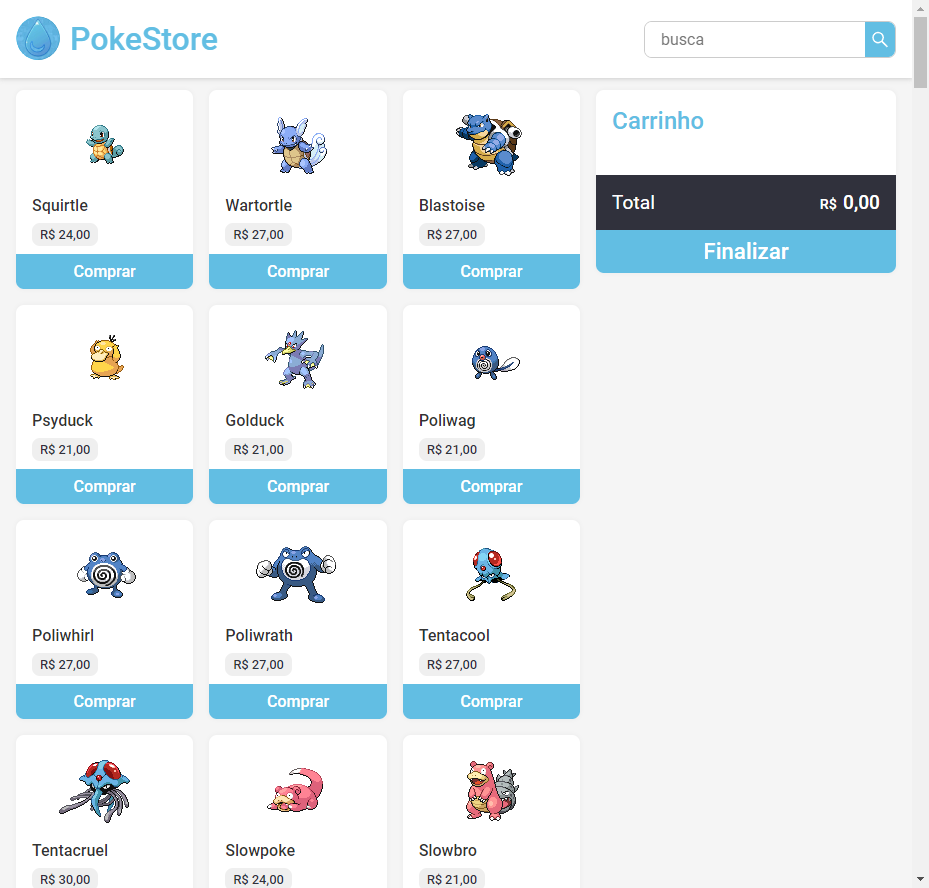 PokeStore
busca
Squirtle
R$ 24,00
Comprar
Wartortle
R$ 27,00
Comprar
Blastoise
R$ 27,00
Comprar
Carrinho
Total R$ 0,00
Finalizar
Psyduck
R$ 21,00
Comprar
Golduck
R$ 21,00
Comprar
Poliwag
R$ 21,00
Comprar
Poliwhirl
R$ 27,00
Comprar
Poliwrath
R$ 27,00
Comprar
Tentacool
R$ 27,00
Comprar
Tentacruel
R$ 30,00
Slowpoke
R$ 24,00
Slowbro
R$ 21,00